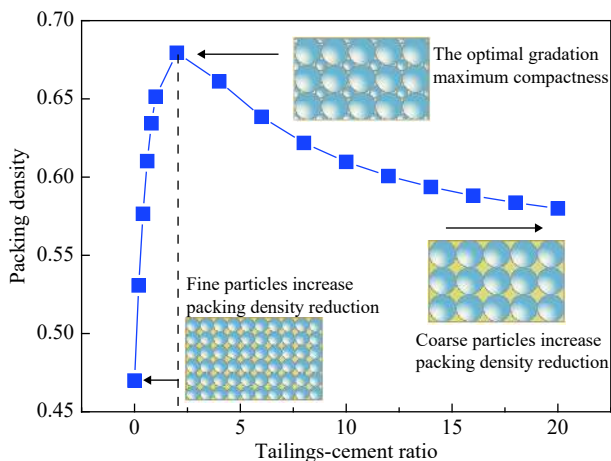 0.70
0.65
0.60
0.55
0.50
0.45
Packing density
The optimal gradation
maximum compactness
Fine particles increase
packing density reduction
Coarse particles increase
packing density reduction
0
5
10
15
20
Tailings-cement ratio